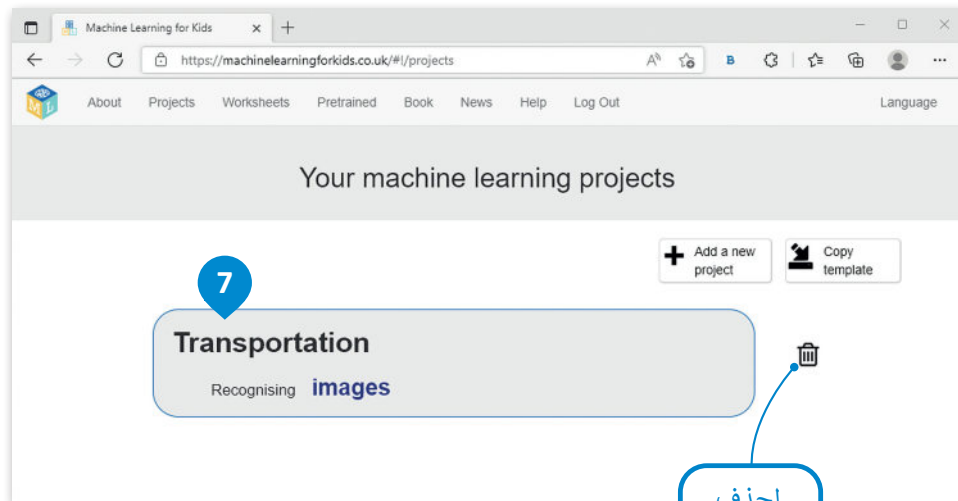 Machine Learning for Kids
https://machinelearningforkids.co.uk/#!/projects
About Projects Worksheets Pretrained Book News Help Log Out Language
Your machine learning projects
Add a new project
Copy template
7
Transportation
Recognising images
احذف